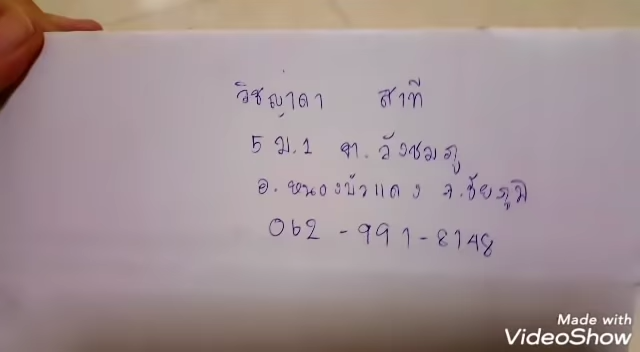 วิชญาดา สาที
5 ม.1 ต.วังชมภู
อ.หนองบัวแดง จ.ชัยภูมิ
062-991-8148
Made with
VideoShow